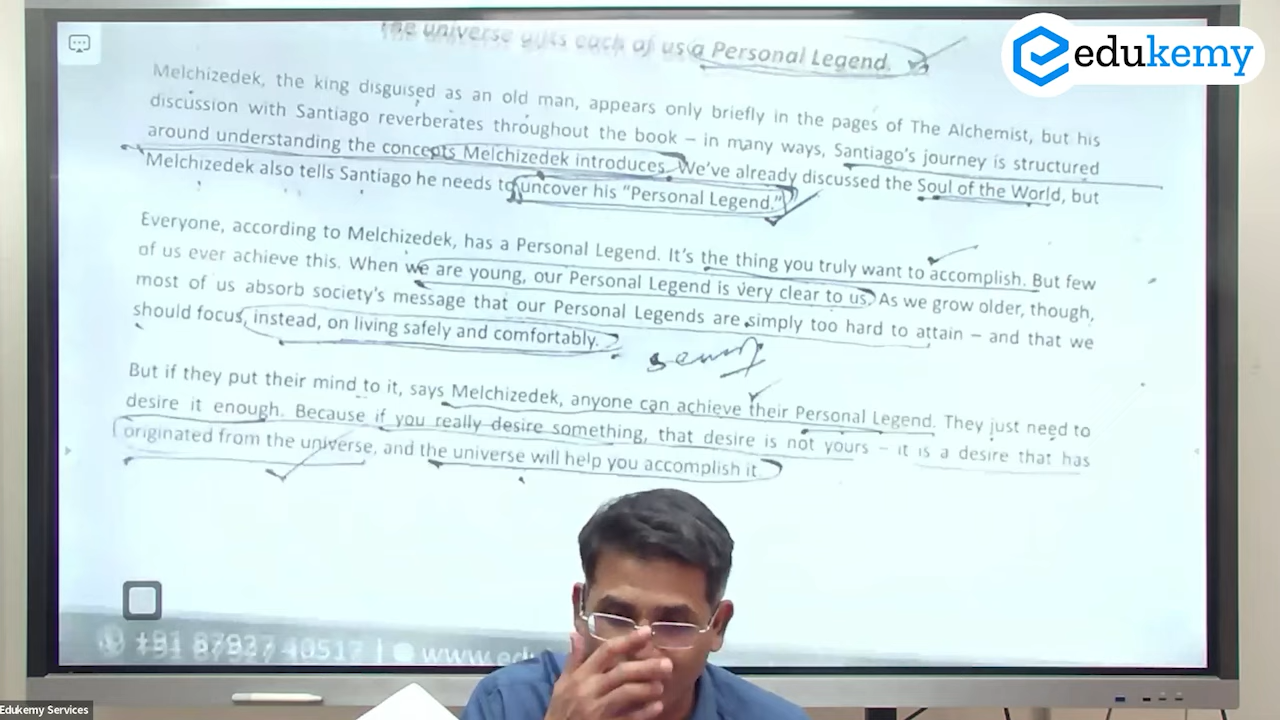 The universe gifts each of us a Personal Legend.
edukemy
Melchizedek, the king disguised as an old man, appears only briefly in the pages of The Alchemist, but his
discussion with Santiago reverberates throughout the book – in many ways, Santiago's journey is structured
around understanding the concepts Melchizedek introduces. We've already discussed the Soul of the World, but
Melchizedek also tells Santiago he needs to uncover his "Personal Legend."
Everyone, according to Melchizedek, has a Personal Legend. It's the thing you truly want to accomplish. But few
of us ever achieve this. When we are young, our Personal Legend is very clear to us. As we grow older, though,
most of us absorb society's message that our Personal Legends are simply too hard to attain – and that we
should focus, instead, on living safely and comfortably.
But if they put their mind to it, says Melchizedek, anyone can achieve their Personal Legend. They just need to
desire it enough. Because if you really desire something, that desire is not yours – it is a desire that has
originated from the universe, and the universe will help you accomplish it.
+91 87927 40517 | www.edu
Edukemy Services